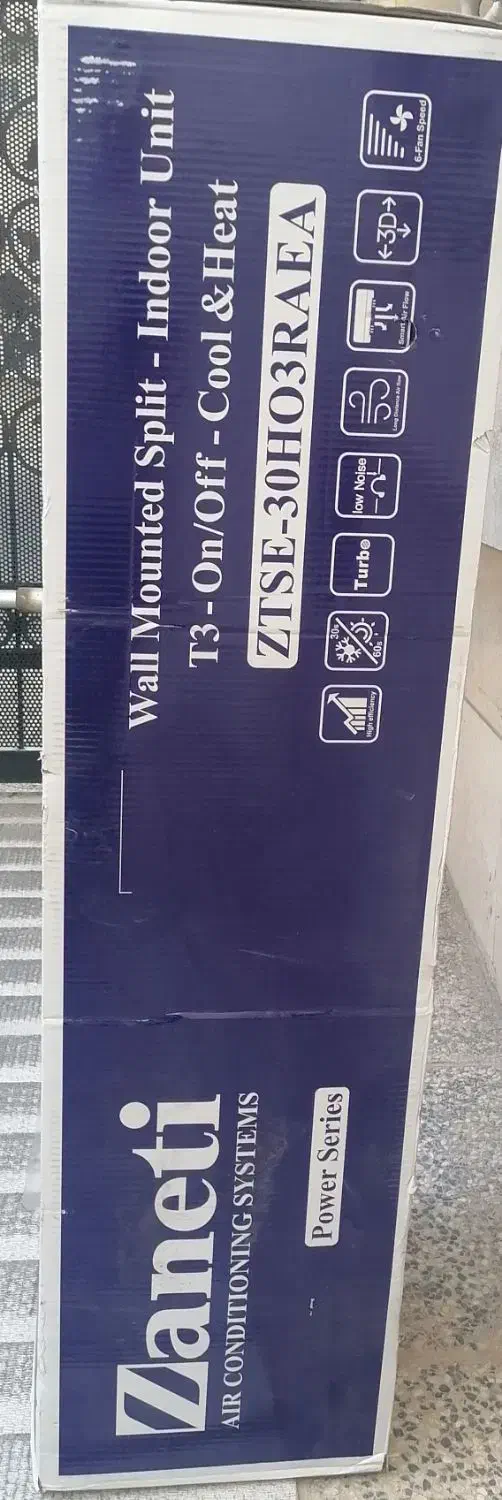 Zaneti
AIR CONDITIONING SYSTEMS
Power Series
Wall Mounted Split - Indoor Unit
T3 - On/Off - Cool & Heat
ZTSE-30HO3RAEA
High efficiency
30s
60s
Turbo
low Noise
Long Distance Air flow
Smart Air Flow
3D
6-Fan Speed